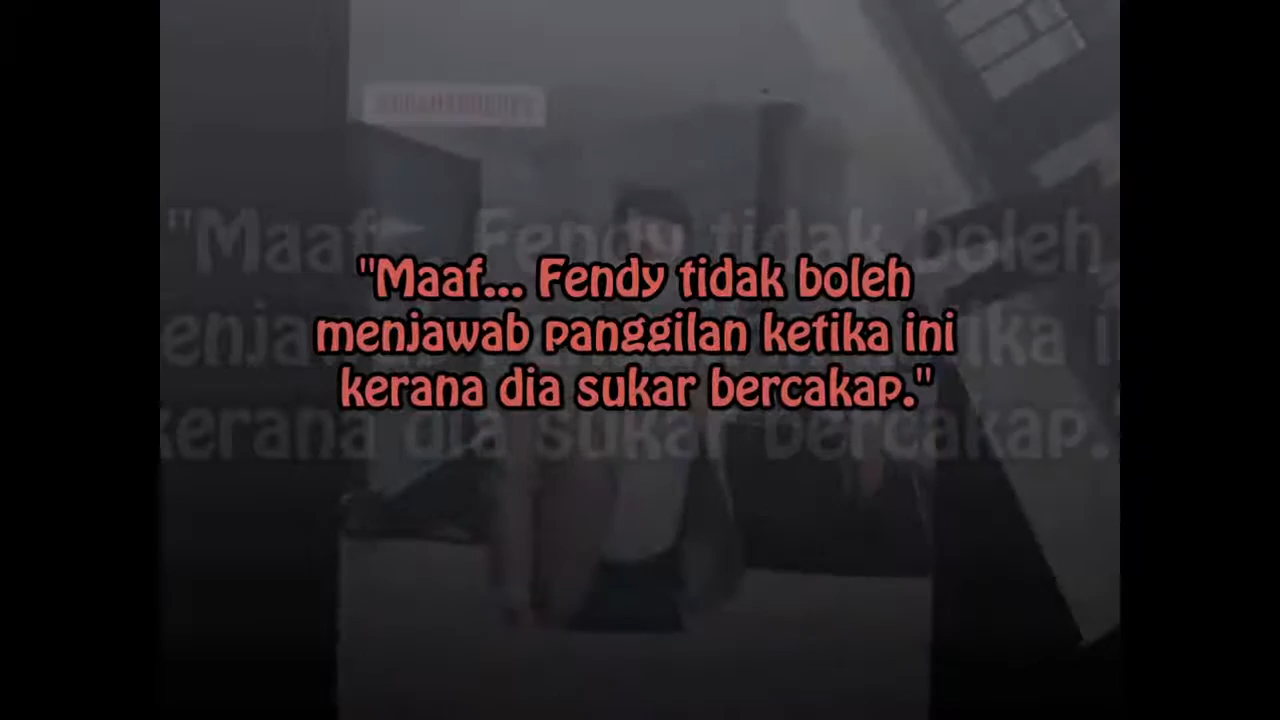 "Maaf... Fendy tidak boleh
menjawab panggilan ketika ini
kerana dia sukar bercakap."